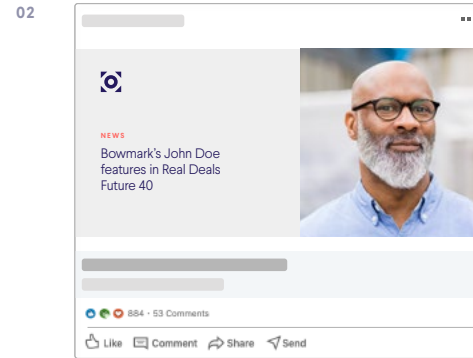 02
NEWS
Bowmark's John Doe
features in Real Deals
Future 40
884 · 53 Comments
Like Comment Share Send